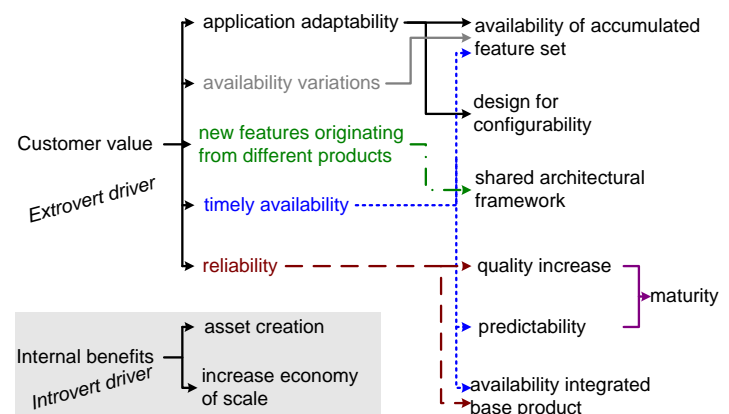 application adaptability
availability variations
new features originating
from different products
timely availability
reliability
Customer value
Extrovert driver
availability of accumulated
feature set
design for
configurability
shared architectural
framework
quality increase
predictability
maturity
availability integrated
base product
Internal benefits
Introvert driver
asset creation
increase economy
of scale